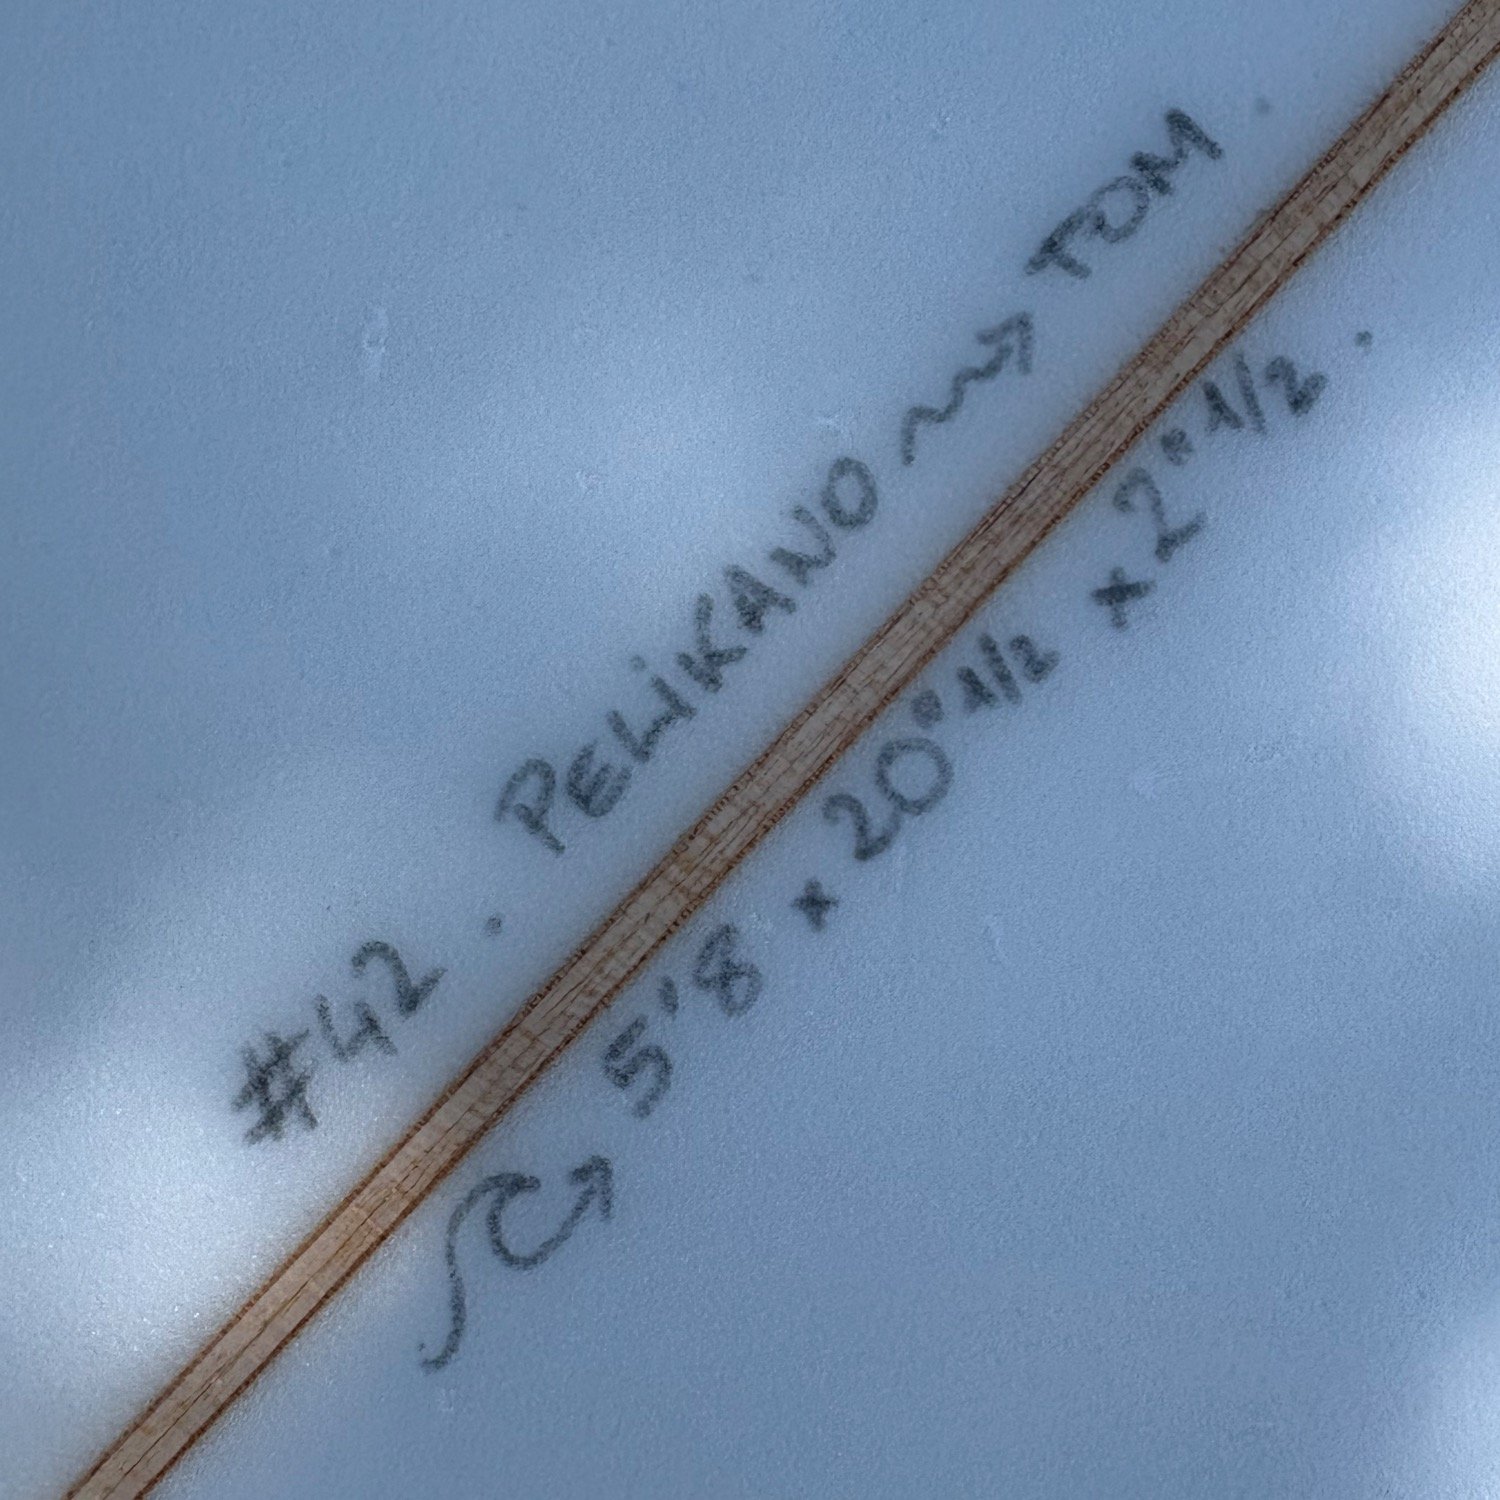 #42 . PELIKANO → TOM .
5'8 x 20"1/2 x 2"1/2 .